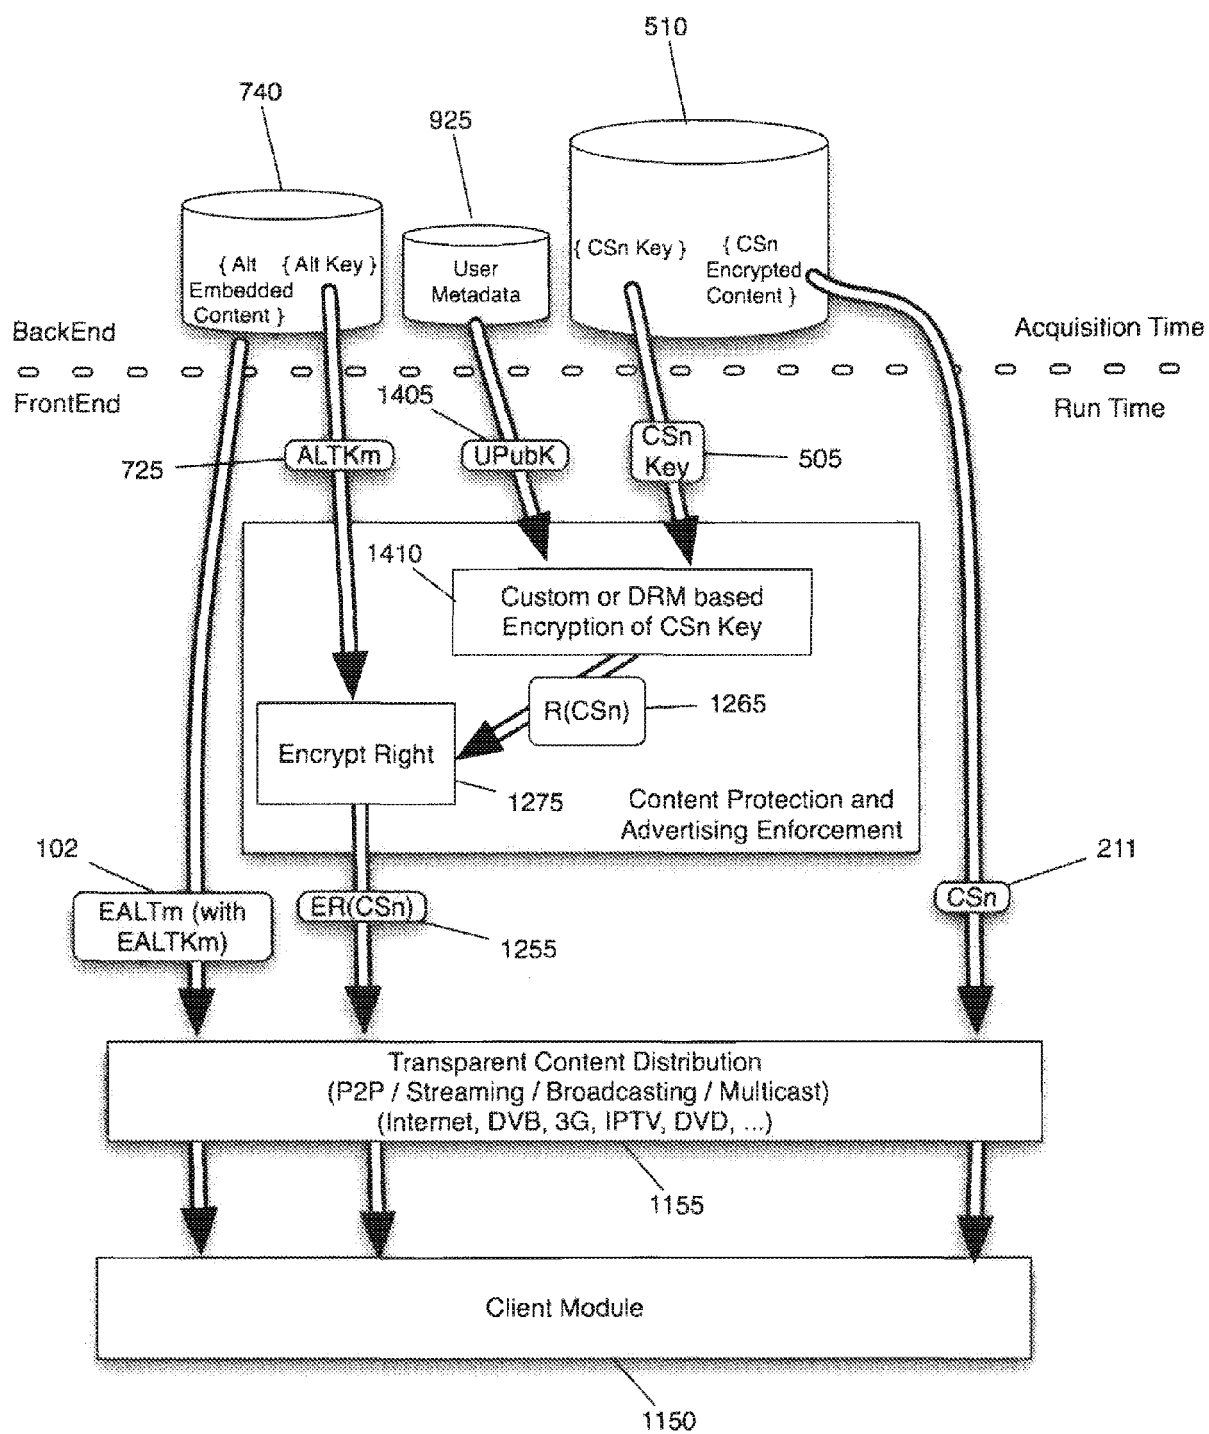 510
740
925
{ Alt
Embedded
Content }
{ Alt Key }
User
Metadata
{ CSn Key }
{ CSn
Encrypted
Content }
BackEnd
Acquisition Time
FrontEnd
Run Time
1405
725
ALTKm
UPubK
CSn
Key
505
1410
Custom or DRM based
Encryption of CSn Key
R(CSn)
1265
Encrypt Right
1275
Content Protection and
Advertising Enforcement
102
211
EALTm (with
EALTKm)
ER(CSn)
CSn
1255
Transparent Content Distribution
(P2P / Streaming / Broadcasting / Multicast)
(Internet, DVB, 3G, IPTV, DVD, ...)
1155
Client Module
1150